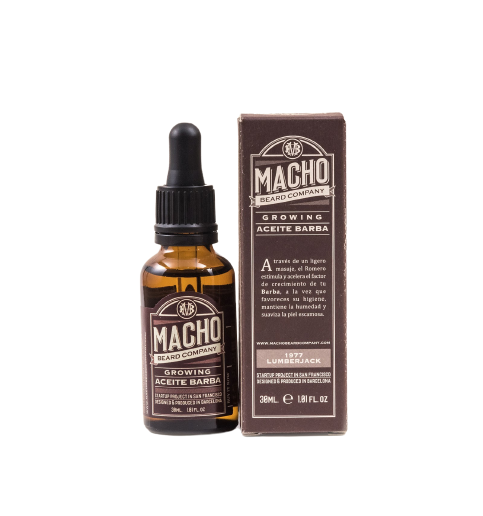 MACHO
BEARD COMPANY
GROWING
ACEITE BARBA
STARTUP PROJECT IN SAN FRANCISCO
DESIGNED & PRODUCED IN BARCELONA
30ML. 1.01 FL. OZ
MACHO
BEARD COMPANY
GROWING
ACEITE BARBA
A través de un ligero
masaje, el Romero
estimula y acelera el factor
de crecimiento de tu
Barba, a la vez que
favoreces su higiene,
mantiene la humedad y
suaviza la piel escamosa.
WWW.MACHOBEARDCOMPANY.COM
1977
LUMBERJACK
STARTUP PROJECT IN SAN FRANCISCO
DESIGNED & PRODUCED IN BARCELONA
30ML. e 1.01 FL. OZ